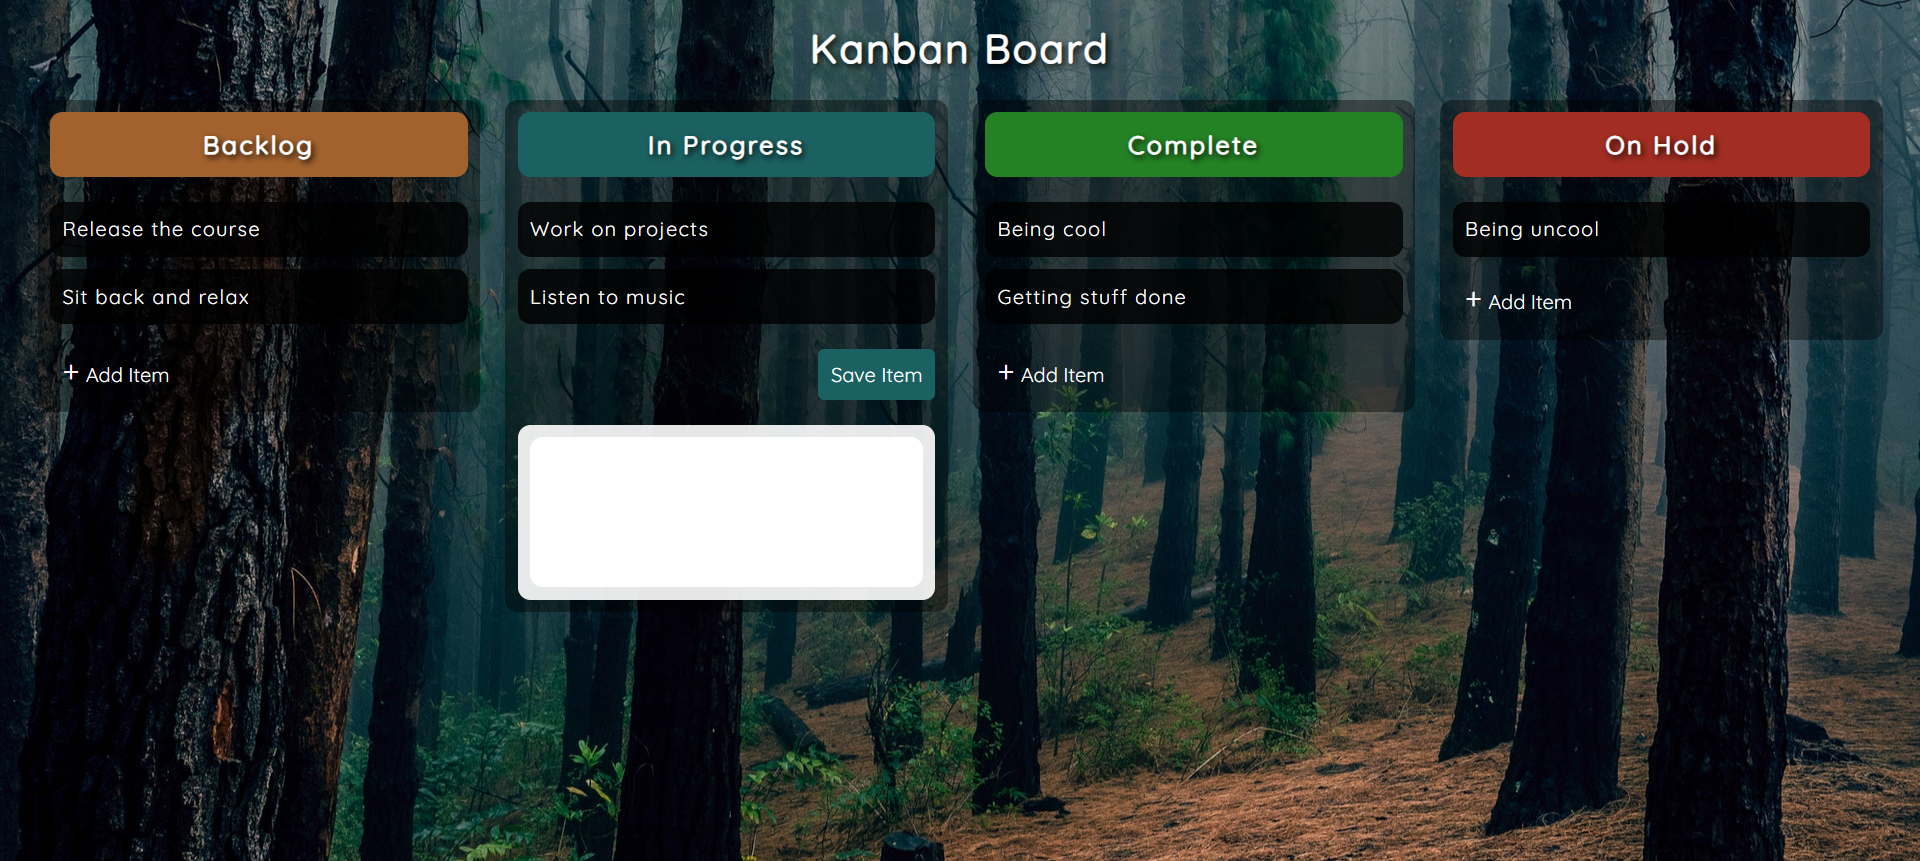 Kanban Board
Backlog
Release the course
Sit back and relax
+ Add Item
In Progress
Work on projects
Listen to music
Save Item
Complete
Being cool
Getting stuff done
+ Add Item
On Hold
Being uncool
+ Add Item